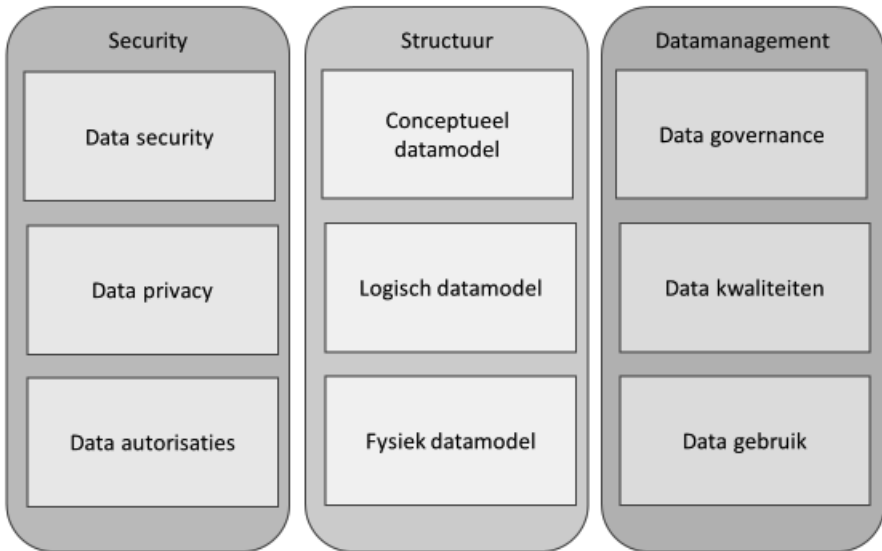 Security
Data security
Data privacy
Data autorisaties
Structuur
Conceptueel
datamodel
Logisch datamodel
Fysiek datamodel
Datamanagement
Data governance
Data kwaliteiten
Data gebruik